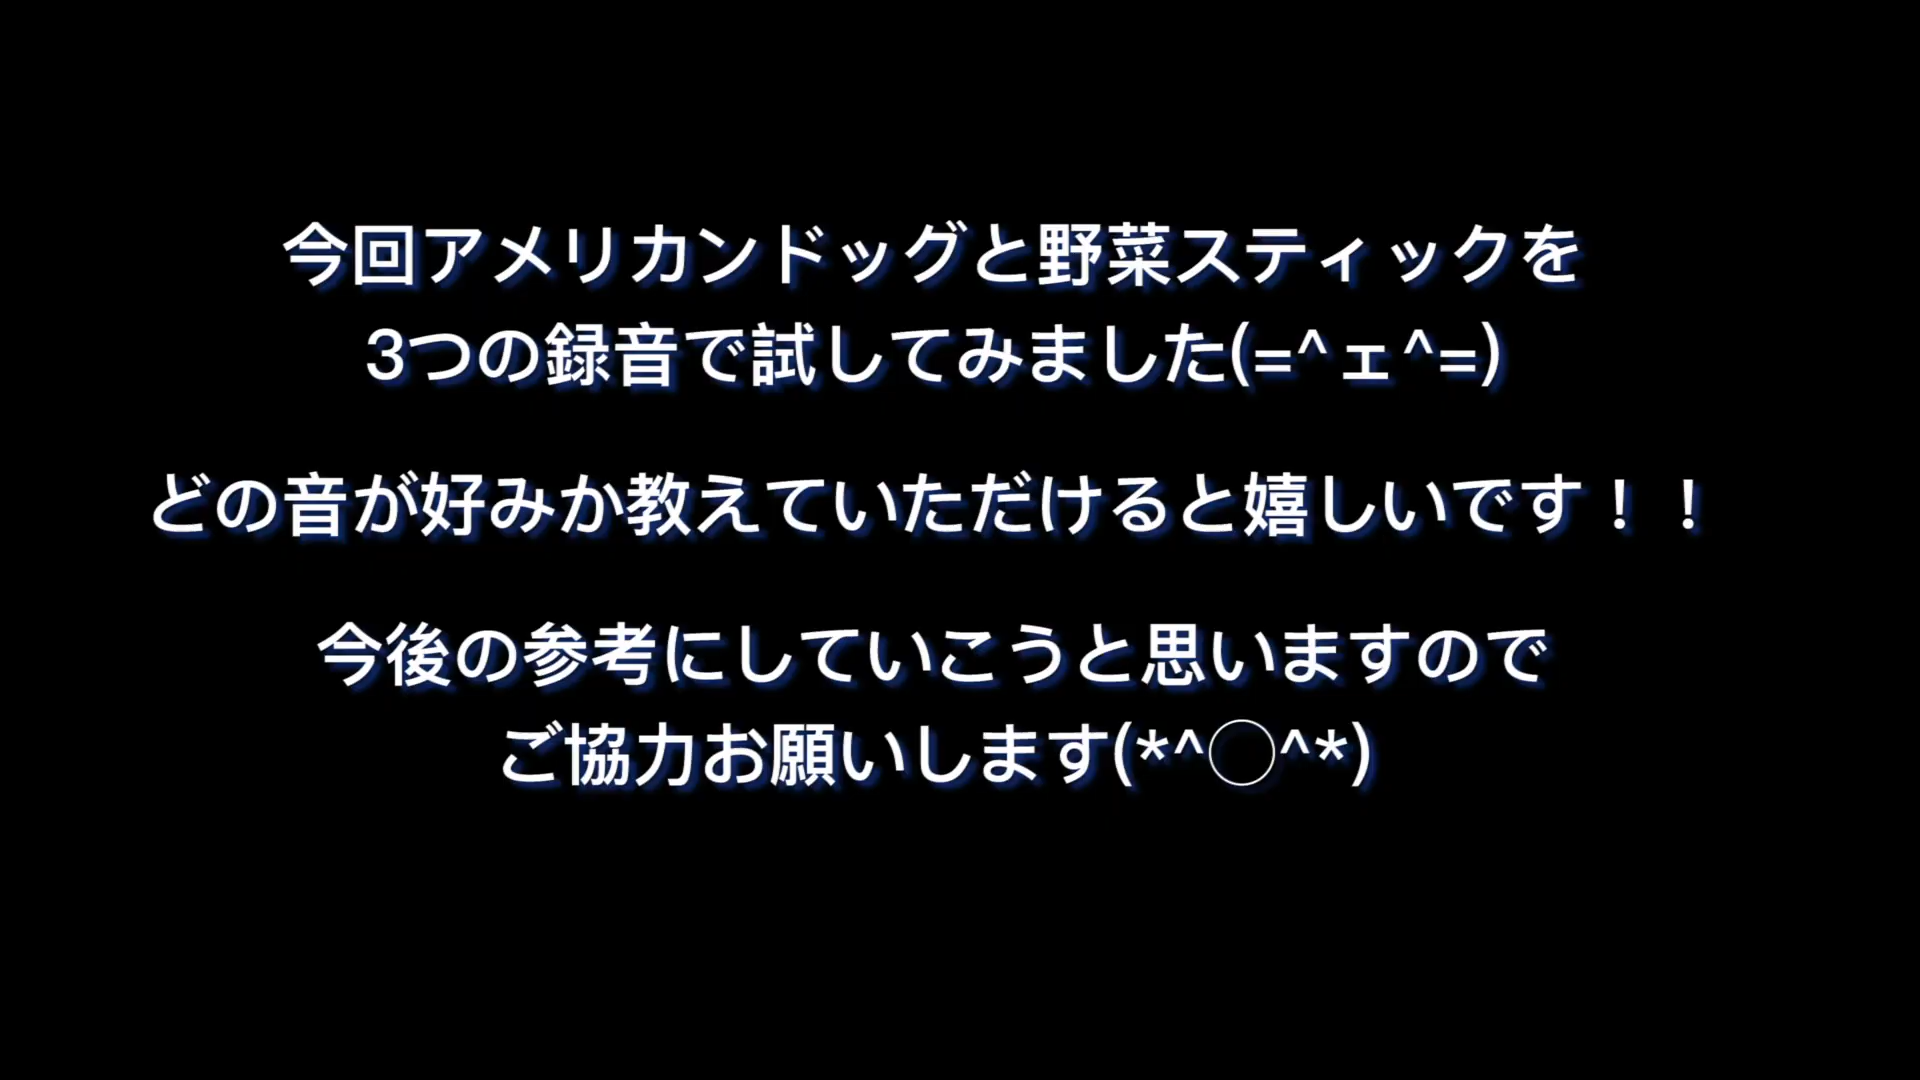 今回アメリカンドッグと野菜スティックを
3つの録音で試してみました(=^ェ^=)
どの音が好みか教えていただけると嬉しいです！！
今後の参考にしていこうと思いますので
ご協力お願いします(*^◯^*)